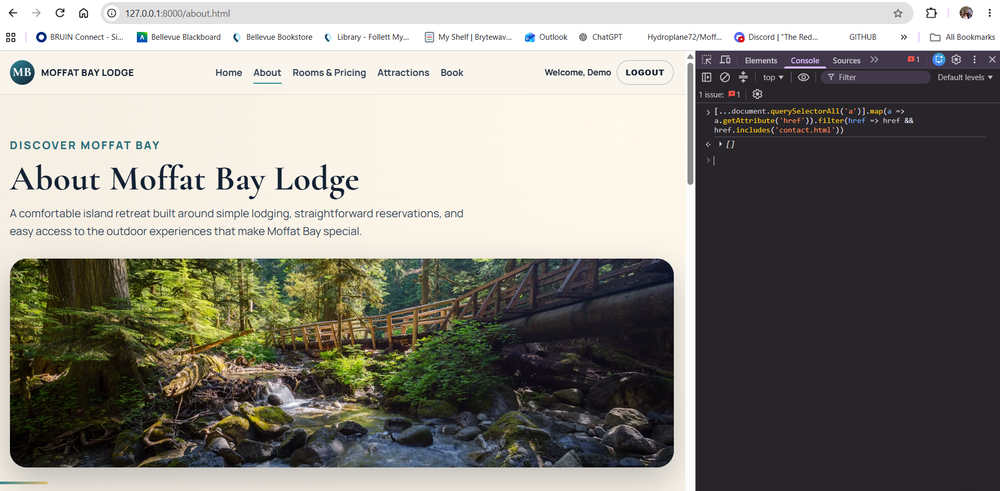 127.0.0.1:8000/about.html
BRUIN Connect - Si...
Bellevue Blackboard
Bellevue Bookstore
Library - Follett My...
My Shelf | Brytewav...
Outlook
ChatGPT
Hydroplane72/Moff...
Discord | "The Red...
GITHUB
All Bookmarks
MB MOFFAT BAY LODGE
Home About Rooms & Pricing Attractions Book
Welcome, Demo LOGOUT
DISCOVER MOFFAT BAY
About Moffat Bay Lodge
A comfortable island retreat built around simple lodging, straightforward reservations, and
easy access to the outdoor experiences that make Moffat Bay special.
Elements Console Sources 1
top Filter Default levels
1 issue: 1
[...document.querySelectorAll('a')].map(a =>
a.getAttribute('href')).filter(href => href &&
href.includes('contact.html'))
[]